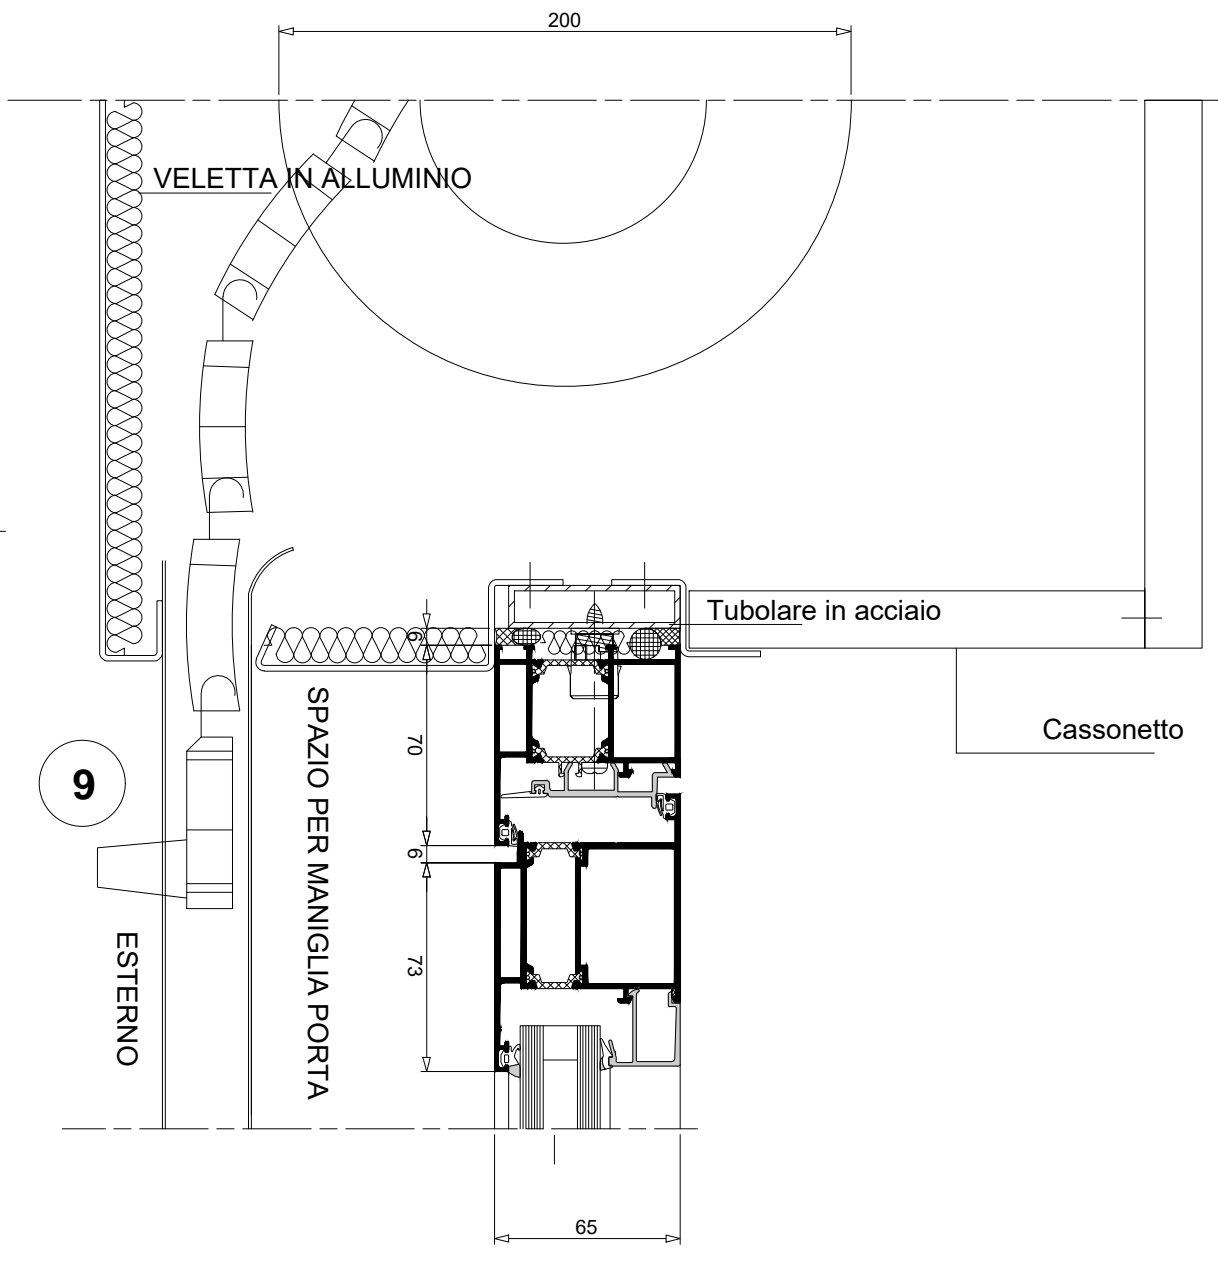 200
VELETTA IN ALLUMINIO
Tubolare in acciaio
6
SPAZIO PER MANIGLIA PORTA
70
Cassonetto
9
6
ESTERNO
73
65